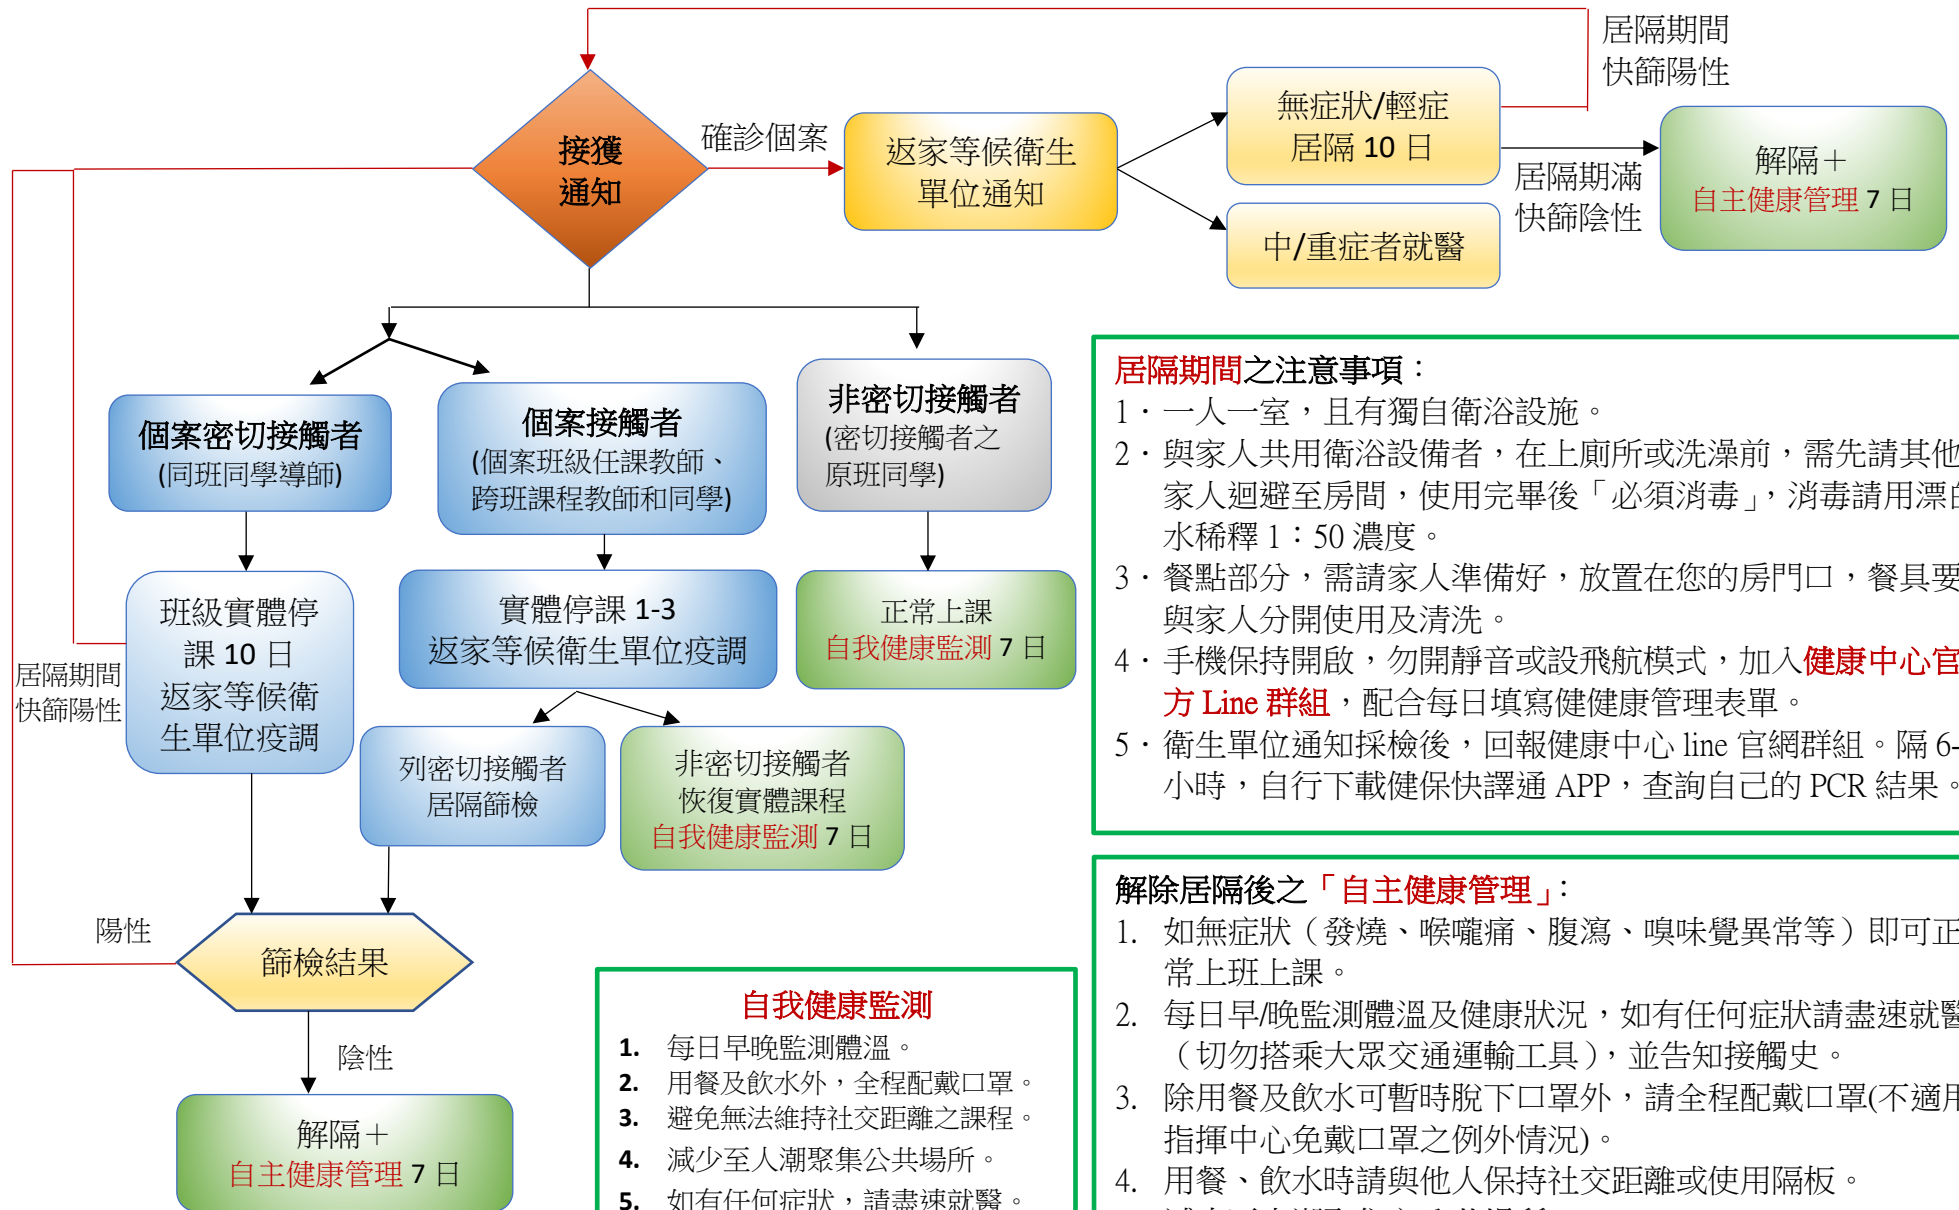 居隔期間
快篩陽性
接獲
通知
確診個案
返家等候衛生
單位通知
無症狀/輕症
居隔 10 日
中/重症者就醫
居隔期滿
快篩陰性
解隔＋
自主健康管理 7 日
個案密切接觸者
(同班同學導師)
個案接觸者
(個案班級任課教師、
跨班課程教師和同學)
非密切接觸者
(密切接觸者之
原班同學)
班級實體停
課 10 日
返家等候衛
生單位疫調
實體停課 1-3
返家等候衛生單位疫調
正常上課
自我健康監測 7 日
居隔期間
快篩陽性
列密切接觸者
居隔篩檢
非密切接觸者
恢復實體課程
自我健康監測 7 日
陽性
篩檢結果
陰性
解隔＋
自主健康管理 7 日
自我健康監測
1. 每日早晚監測體溫。
2. 用餐及飲水外，全程配戴口罩。
3. 避免無法維持社交距離之課程。
4. 減少至人潮聚集公共場所。
5. 如有任何症狀，請盡速就醫。
居隔期間之注意事項：
1．一人一室，且有獨自衛浴設施。
2．與家人共用衛浴設備者，在上廁所或洗澡前，需先請其他
家人迴避至房間，使用完畢後「必須消毒」，消毒請用漂
水稀釋 1：50 濃度。
3．餐點部分，需請家人準備好，放置在您的房門口，餐具要
與家人分開使用及清洗。
4．手機保持開啟，勿開靜音或設飛航模式，加入健康中心官
方 Line 群組，配合每日填寫健健康管理表單。
5．衛生單位通知採檢後，回報健康中心 line 官網群組。隔 6-
小時，自行下載健保快譯通 APP，查詢自己的 PCR 結果。
解除居隔後之「自主健康管理」：
1. 如無症狀（發燒、喉嚨痛、腹瀉、嗅味覺異常等）即可正
常上班上課。
2. 每日早/晚監測體溫及健康狀況，如有任何症狀請盡速就醫
（切勿搭乘大眾交通運輸工具），並告知接觸史。
3. 除用餐及飲水可暫時脫下口罩外，請全程配戴口罩(不適用
指揮中心免戴口罩之例外情況)。
4. 用餐、飲水時請與他人保持社交距離或使用隔板。